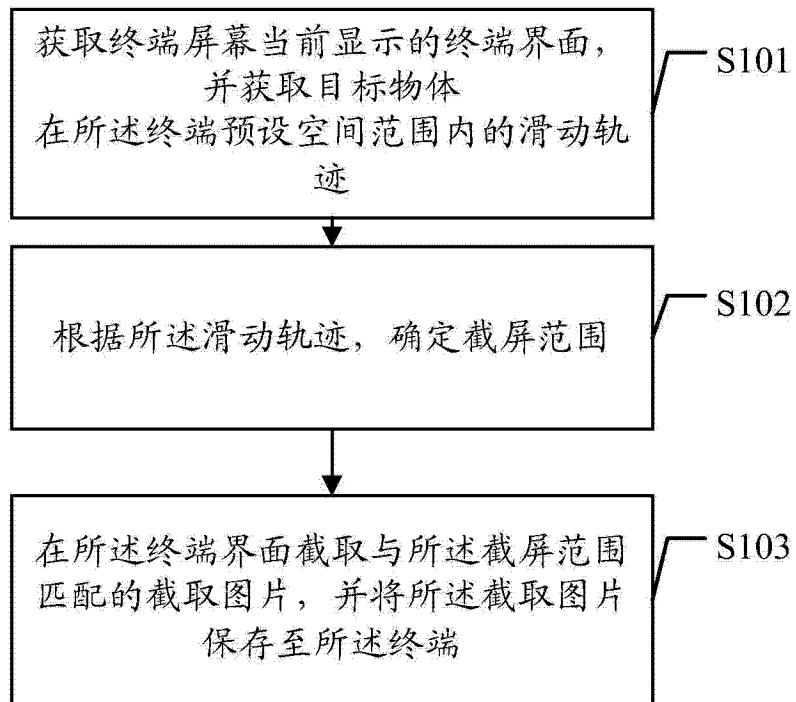 获取终端屏幕当前显示的终端界面，
并获取目标物体
在所述终端预设空间范围内的滑动轨
迹
S101
根据所述滑动轨迹，确定截屏范围
S102
在所述终端界面截取与所述截屏范围
匹配的截取图片，并将所述截取图片
保存至所述终端
S103